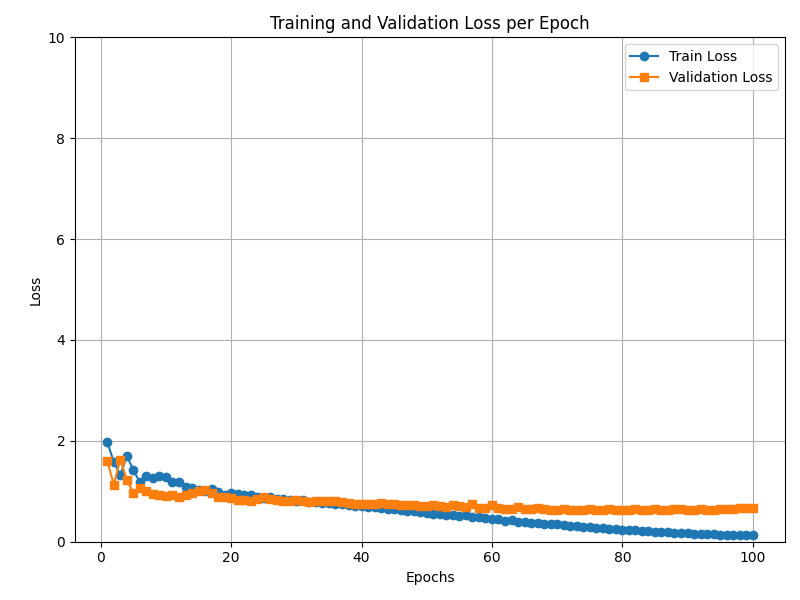 Training and Validation Loss per Epoch
Train Loss
Validation Loss
10
8
6
4
2
0
Loss
0 20 40 60 80 100
Epochs